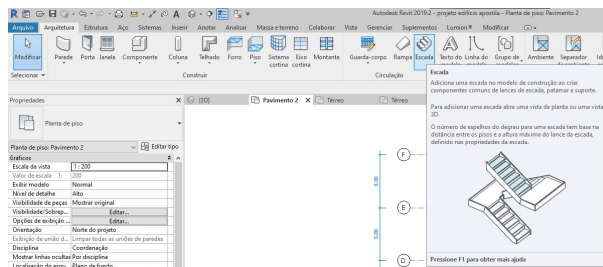 Autodesk Revit 2019.2 - projeto edifício apostila - Planta de piso: Pavimento 2
Arquivo Arquitetura Estrutura Aço Sistemas Inserir Anotar Analisar Massa e terreno Colaborar Vista Gerenciar Suplementos Lumion® Modificar
Modificar Parede Porta Janela Componente Coluna Telhado Forro Piso Sistema cortina Eixo cortina Montante Guarda-corpo Rampa Escada Texto do Linha do Grupo de Ambiente Separador
Selecionar Construir Circulação
Escada
Adiciona uma escada no modelo de construção ao criar
componentes comuns de lances de escada, patamar e suporte.
Para adicionar uma escada abra uma vista da planta ou uma vista
3D.
O número de espelhos do degrau para uma escada tem base na
distância entre os pisos e a altura máxima do lance da escada,
definido nas propriedades da escada.
Pressione F1 para obter mais ajuda
Propriedades
Planta de piso
Planta de piso: Pavimento 2 Editar tipo
Gráficos
Escala da vista 1 : 200
Valor de escala 1: 200
Exibir modelo Normal
Nível de detalhe Alto
Visibilidade de peças Mostrar original
Visibilidade/Sobrep... Editar...
Opções de exibição ... Editar...
Orientação Norte do projeto
Exibição de união d... Limpar todas as uniões de paredes
Disciplina Coordenação
Mostrar linhas ocultas Por disciplina
{3D} Pavimento 2 Térreo Térreo
F
5,00
E
5,00
D